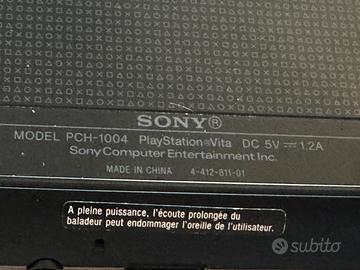 SONY®
MODEL PCH-1004 PlayStation®Vita DC 5V ⎓ 1.2A
Sony Computer Entertainment Inc.
MADE IN CHINA 4-412-811-01
A pleine puissance, l'écoute prolongée du
baladeur peut endommager l'oreille de l'utilisateur.
subito